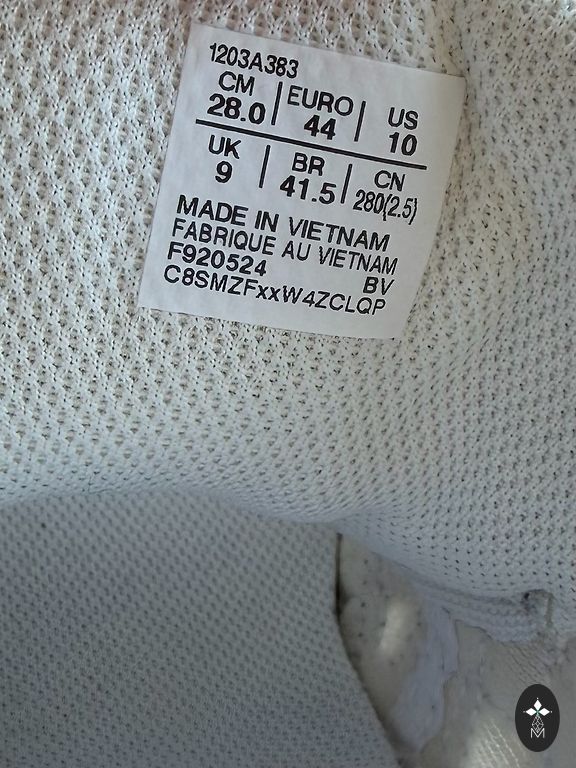 1203A383
CM | EURO | US
28.0 44 10
UK | BR | CN
9 41.5 280(2.5)
MADE IN VIETNAM
FABRIQUE AU VIETNAM
F920524 BV
C8SMZFxxW4ZCLQP
M